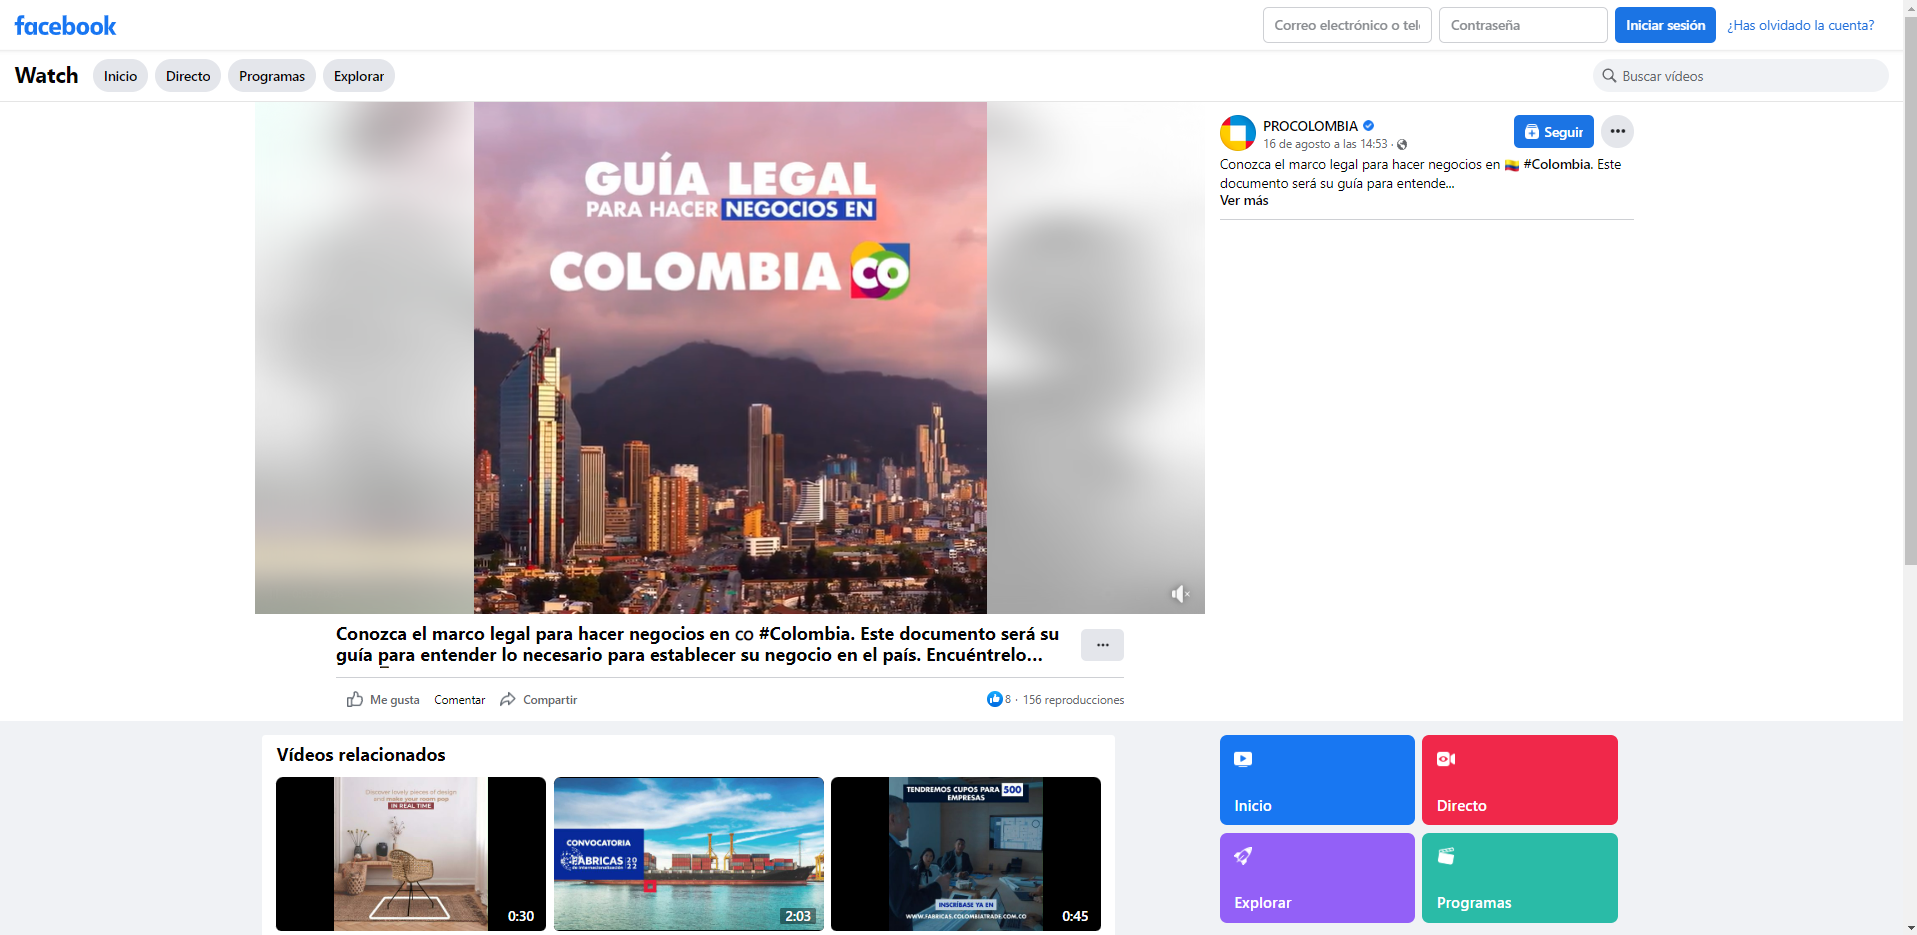 facebook
Correo electrónico o tel
Contraseña
Iniciar sesión
¿Has olvidado la cuenta?
Watch
Inicio
Directo
Programas
Explorar
Buscar vídeos
GUÍA LEGAL
PARA HACER NEGOCIOS EN
COLOMBIA CO
PROCOLOMBIA
16 de agosto a las 14:53 ·
Seguir
Conozca el marco legal para hacer negocios en #Colombia. Este
documento será su guía para entende...
Ver más
Conozca el marco legal para hacer negocios en co #Colombia. Este documento será su
guía para entender lo necesario para establecer su negocio en el país. Encuéntrelo...
Me gusta
Comentar
Compartir
8 · 156 reproducciones
Vídeos relacionados
Discover lovely pieces of design
and make your room pop
IN REAL TIME
0:30
CONVOCATORIA
FÁBRICAS 2022
de internacionalización
2:03
TENDREMOS CUPOS PARA 500
EMPRESAS
INSCRÍBASE YA EN
WWW.FABRICAS.COLOMBIATRADE.COM.CO
0:45
Inicio
Directo
Explorar
Programas